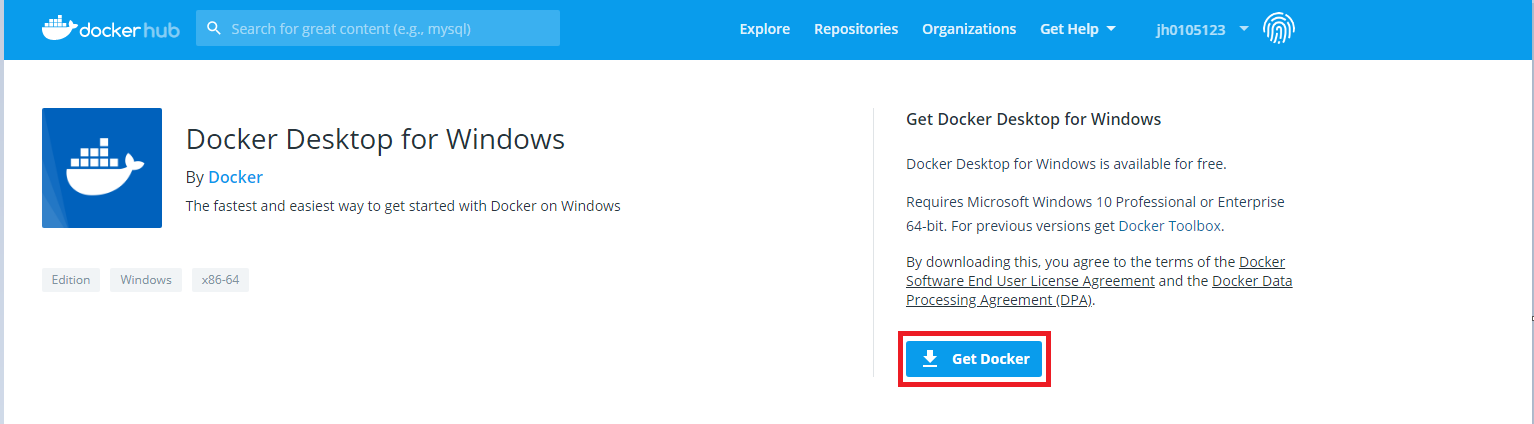 dockerhub
Search for great content (e.g., mysql)
Explore
Repositories
Organizations
Get Help
jh0105123
Docker Desktop for Windows
By Docker
The fastest and easiest way to get started with Docker on Windows
Edition
Windows
x86-64
Get Docker Desktop for Windows
Docker Desktop for Windows is available for free.
Requires Microsoft Windows 10 Professional or Enterprise
64-bit. For previous versions get Docker Toolbox.
By downloading this, you agree to the terms of the Docker
Software End User License Agreement and the Docker Data
Processing Agreement (DPA).
Get Docker